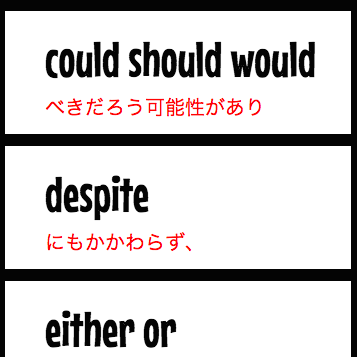 could should would
べきだろう可能性があり
despite
にもかかわらず、
either or